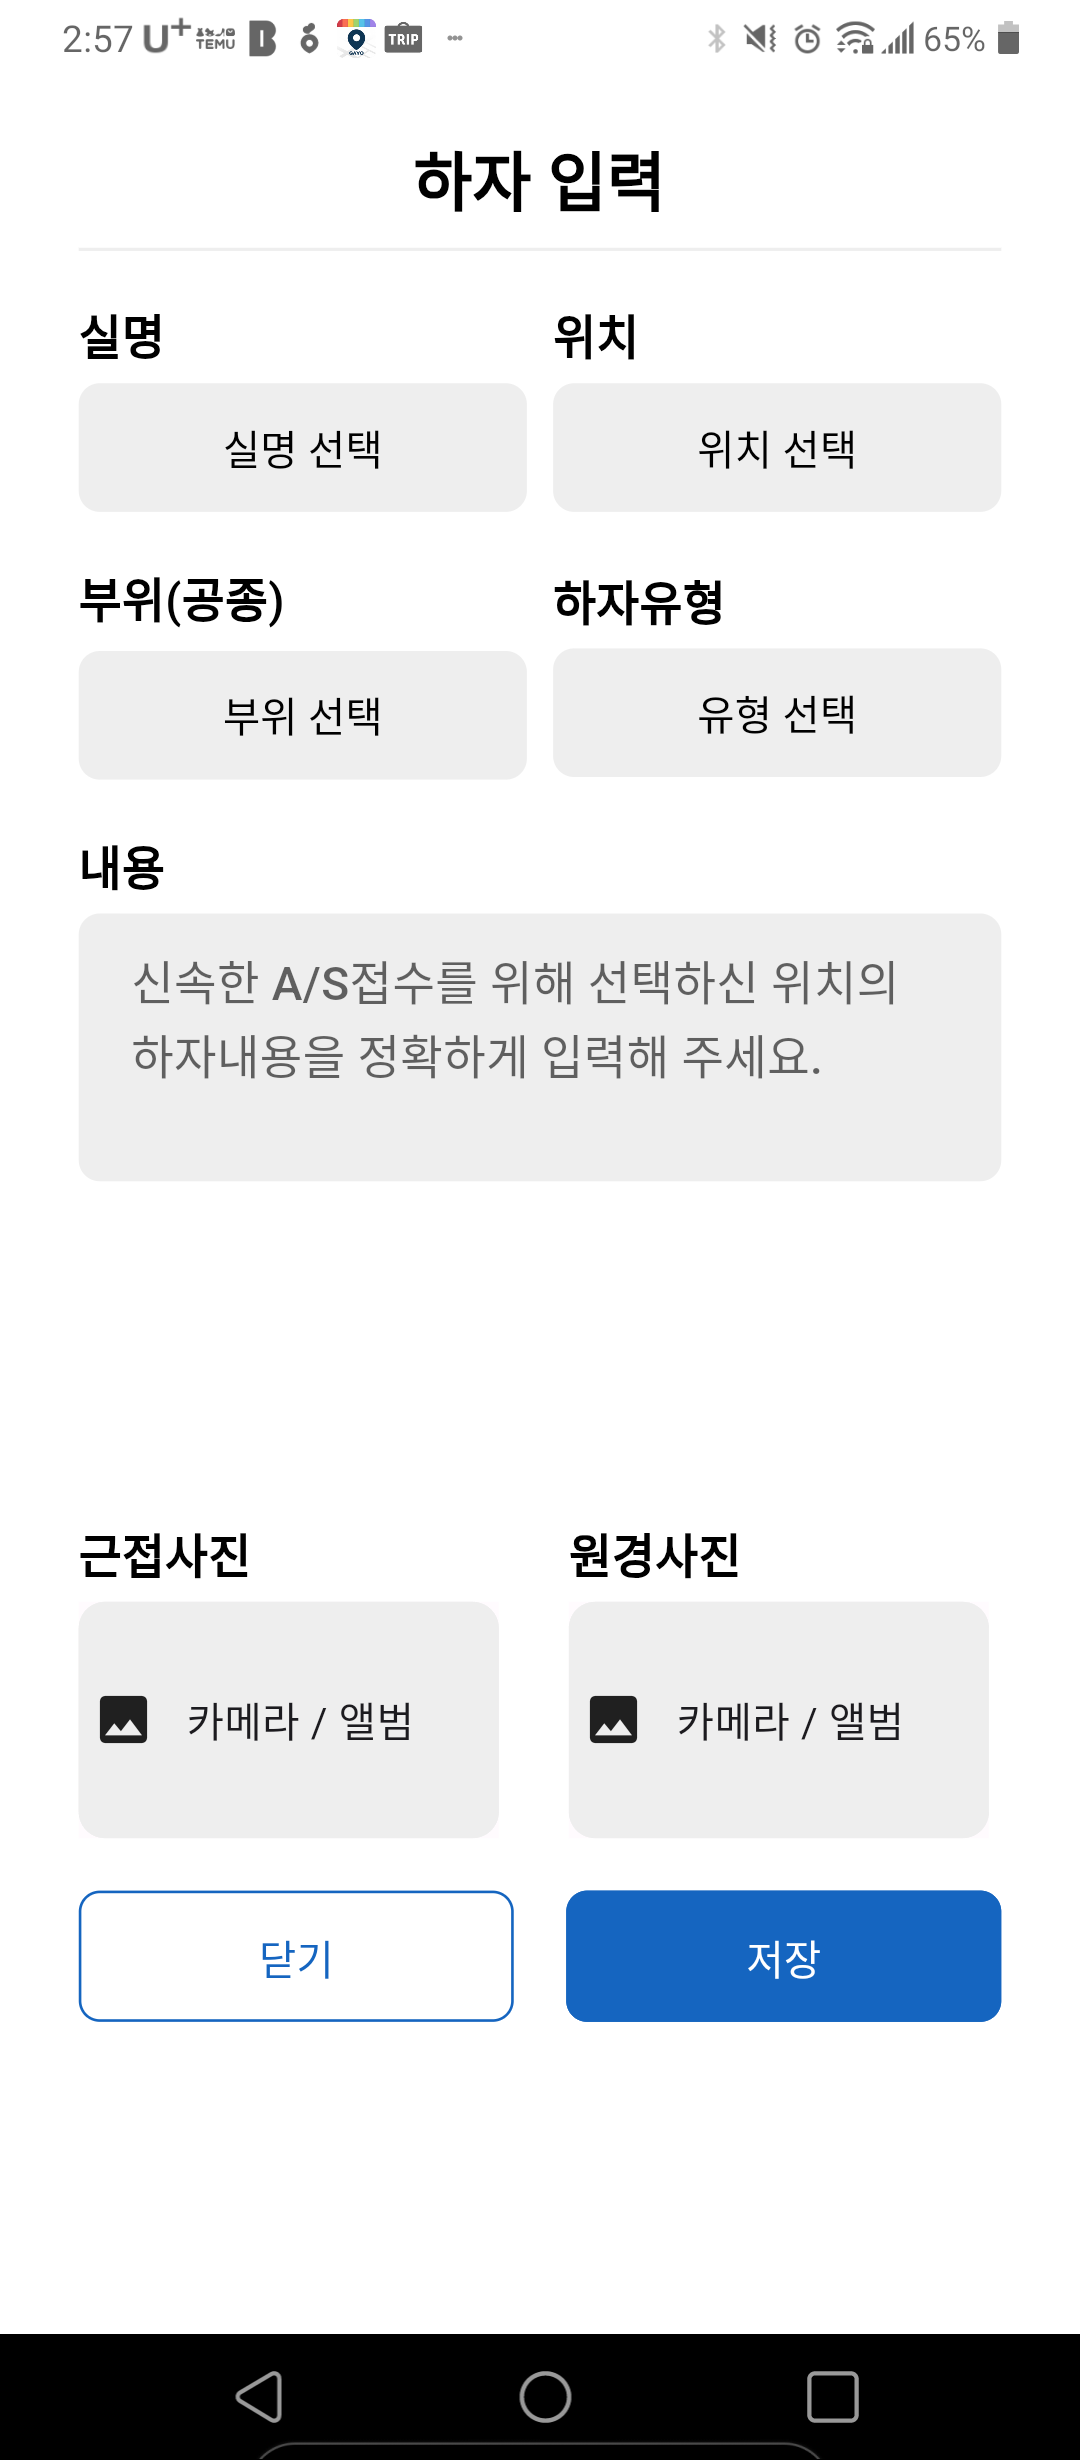 2:57 U+ TEMU B TRIP ••• 65%
하자 입력
실명 위치
실명 선택 위치 선택
부위(공종) 하자유형
부위 선택 유형 선택
내용
신속한 A/S접수를 위해 선택하신 위치의
하자내용을 정확하게 입력해 주세요.
근접사진 원경사진
카메라 / 앨범 카메라 / 앨범
닫기 저장